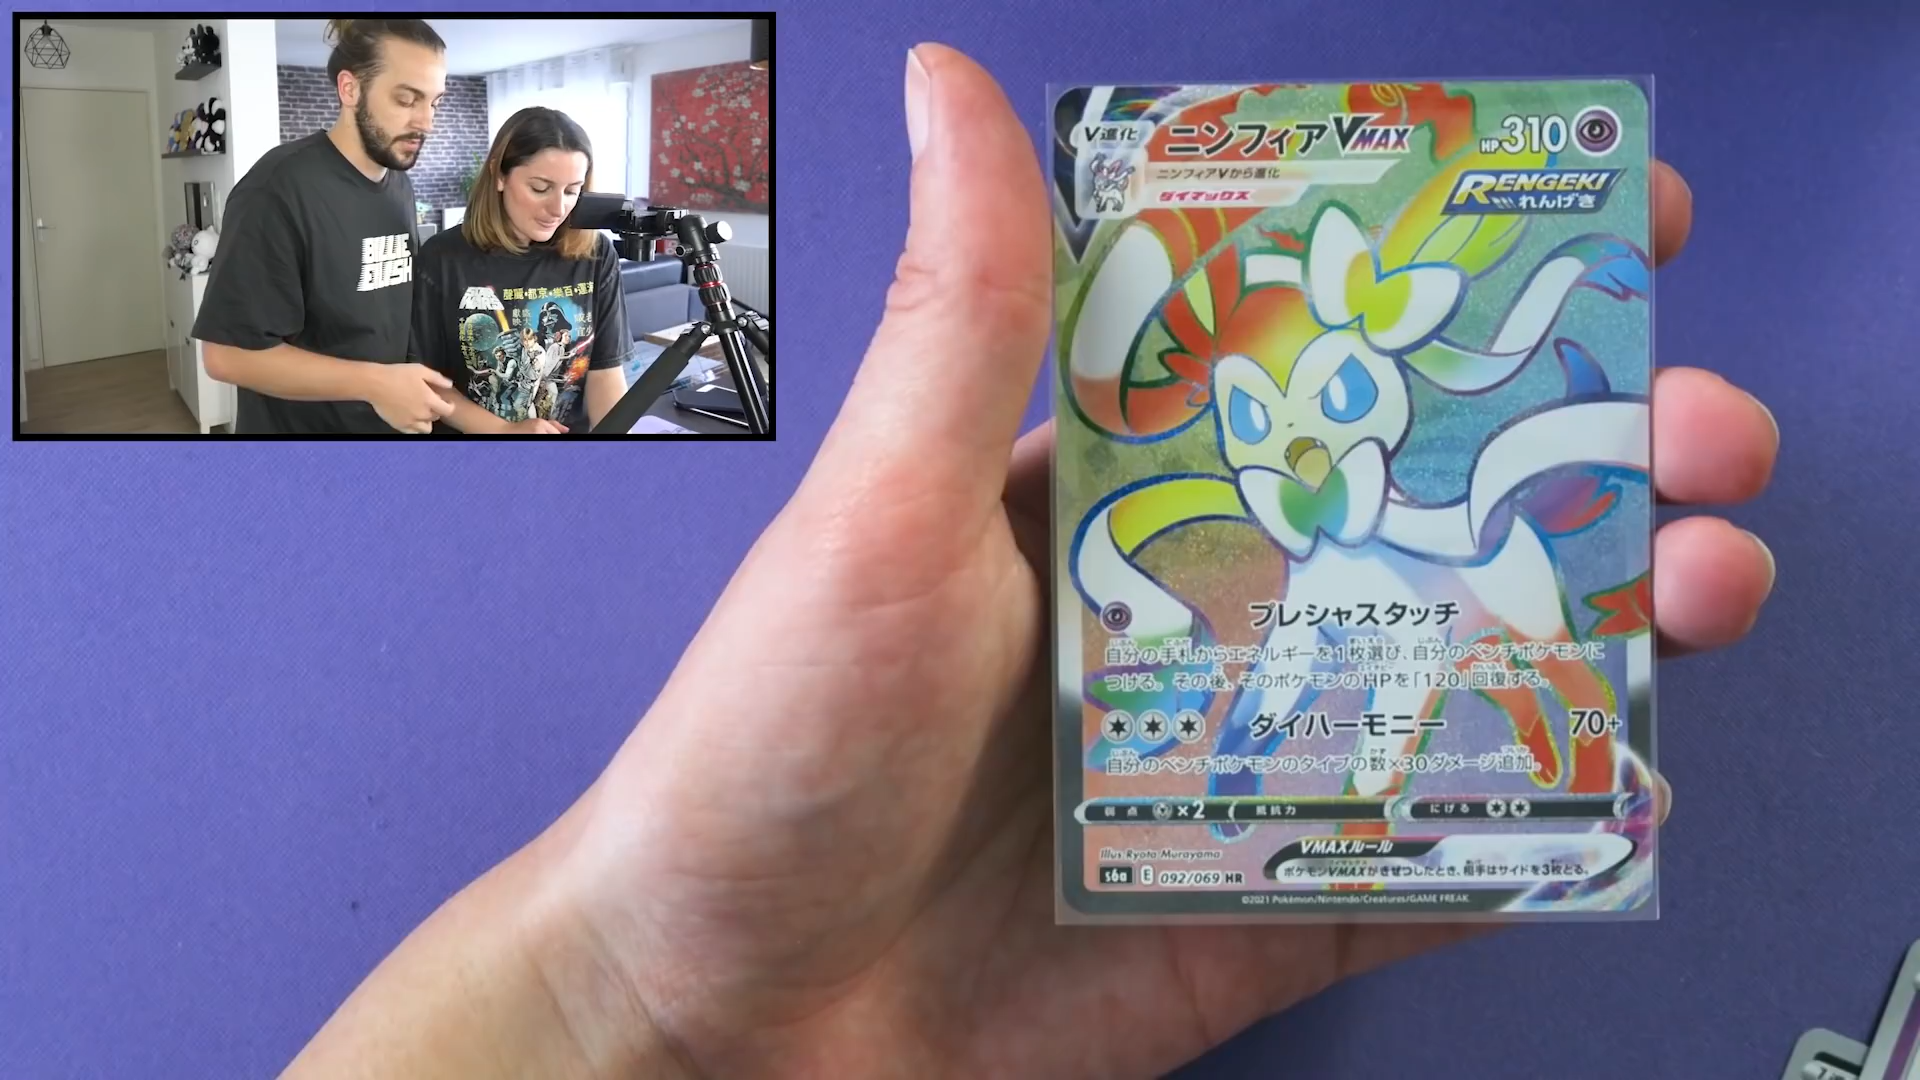 BILLIE
EILISH
STAR
WARS
V進化
ニンフィアVMAX
HP310
ニンフィアVから進化
ダイマックス
RENGEKI
れんげき
プレシャスタッチ
自分の手札からエネルギーを1枚選び、自分のベンチポケモンに
つける。その後、そのポケモンのHPを「120」回復する。
ダイハーモニー 70+
自分のベンチポケモンのタイプの数×30ダメージ追加。
弱点 ×2 抵抗力 にげる
VMAXルール
ポケモンVMAXがきぜつしたとき、相手はサイドを3枚とる。
Illus. Ryota Murayama
s6a E 092/069 HR
©2021 Pokémon/Nintendo/Creatures/GAME FREAK.